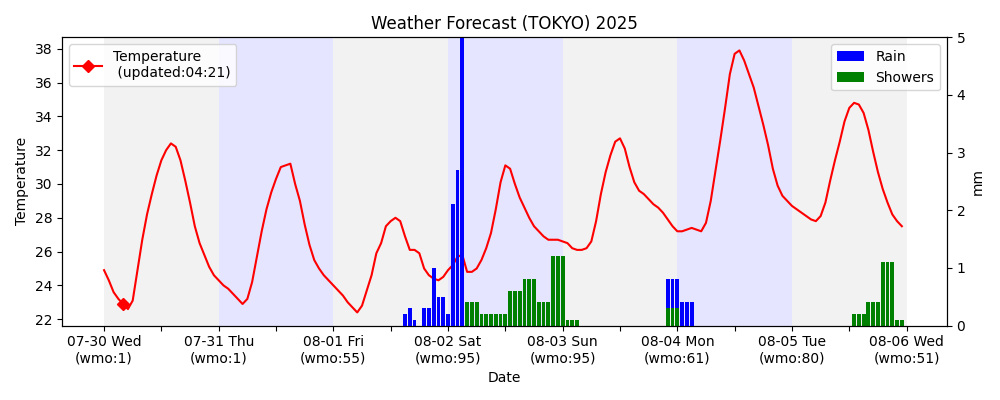 Weather Forecast (TOKYO) 2025
Temperature
(updated:04:21)
Rain
Showers
Temperature
38
36
34
32
30
28
26
24
22
5
4
3
2
1
0
mm
07-30 Wed
(wmo:1)
07-31 Thu
(wmo:1)
08-01 Fri
(wmo:55)
08-02 Sat
(wmo:95)
08-03 Sun
(wmo:95)
08-04 Mon
(wmo:61)
08-05 Tue
(wmo:80)
08-06 Wed
(wmo:51)
Date